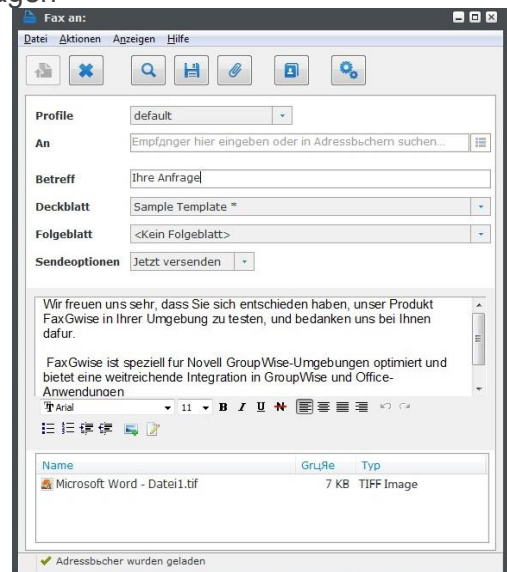 agen
Fax an:
Datei Aktionen Anzeigen Hilfe
Profile default
An Empfдnger hier eingeben oder in Adressbьchern suchen...
Betreff Ihre Anfrage
Deckblatt Sample Template *
Folgeblatt <Kein Folgeblatt>
Sendeoptionen Jetzt versenden
Wir freuen uns sehr, dass Sie sich entschieden haben, unser Produkt
FaxGwise in Ihrer Umgebung zu testen, und bedanken uns bei Ihnen
dafur.
FaxGwise ist speziell fur Novell GroupWise-Umgebungen optimiert und
bietet eine weitreichende Integration in GroupWise und Office-
Anwendungen
Arial 11 B I U N
Name GrцЯe Typ
Microsoft Word - Datei1.tif 7 KB TIFF Image
Adressbьcher wurden geladen